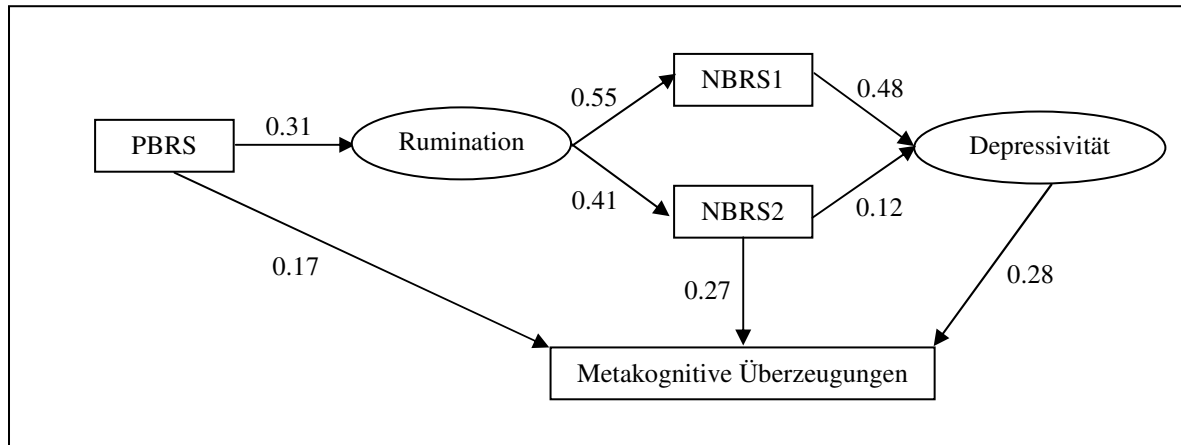 NBRS1
0.55
0.48
0.31
PBRS
Rumination
Depressivität
0.41
NBRS2
0.12
0.17
0.27
0.28
Metakognitive Überzeugungen